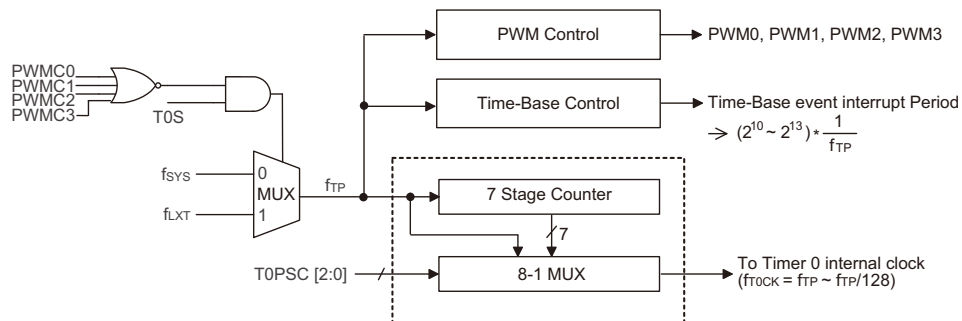 PWM Control
PWM0, PWM1, PWM2, PWM3
PWMC0
PWMC1
PWMC2
PWMC3
T0S
Time-Base Control
Time-Base event interrupt Period
→ (2^10 ~ 2^13) * 1/fTP
fSYS
0
MUX
fTP
fLXT
1
7 Stage Counter
7
T0PSC [2:0]
8-1 MUX
To Timer 0 internal clock
(fT0CK = fTP ~ fTP/128)